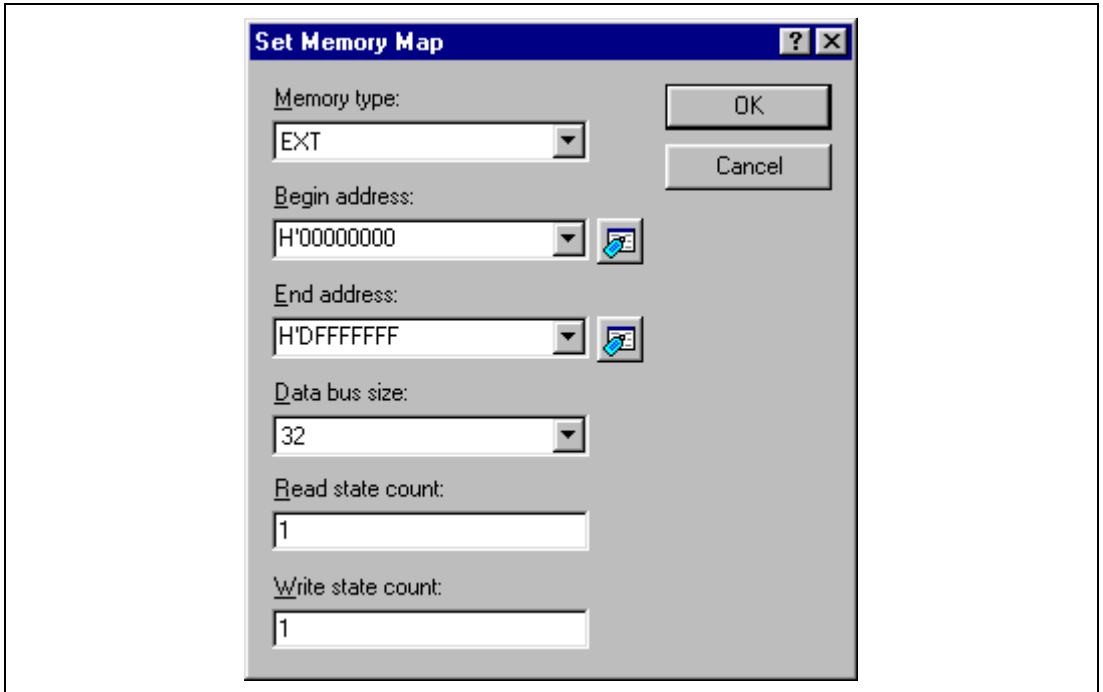 Set Memory Map
Memory type:
EXT
OK
Cancel
Begin address:
H'00000000
End address:
H'DFFFFFFF
Data bus size:
32
Read state count:
1
Write state count:
1